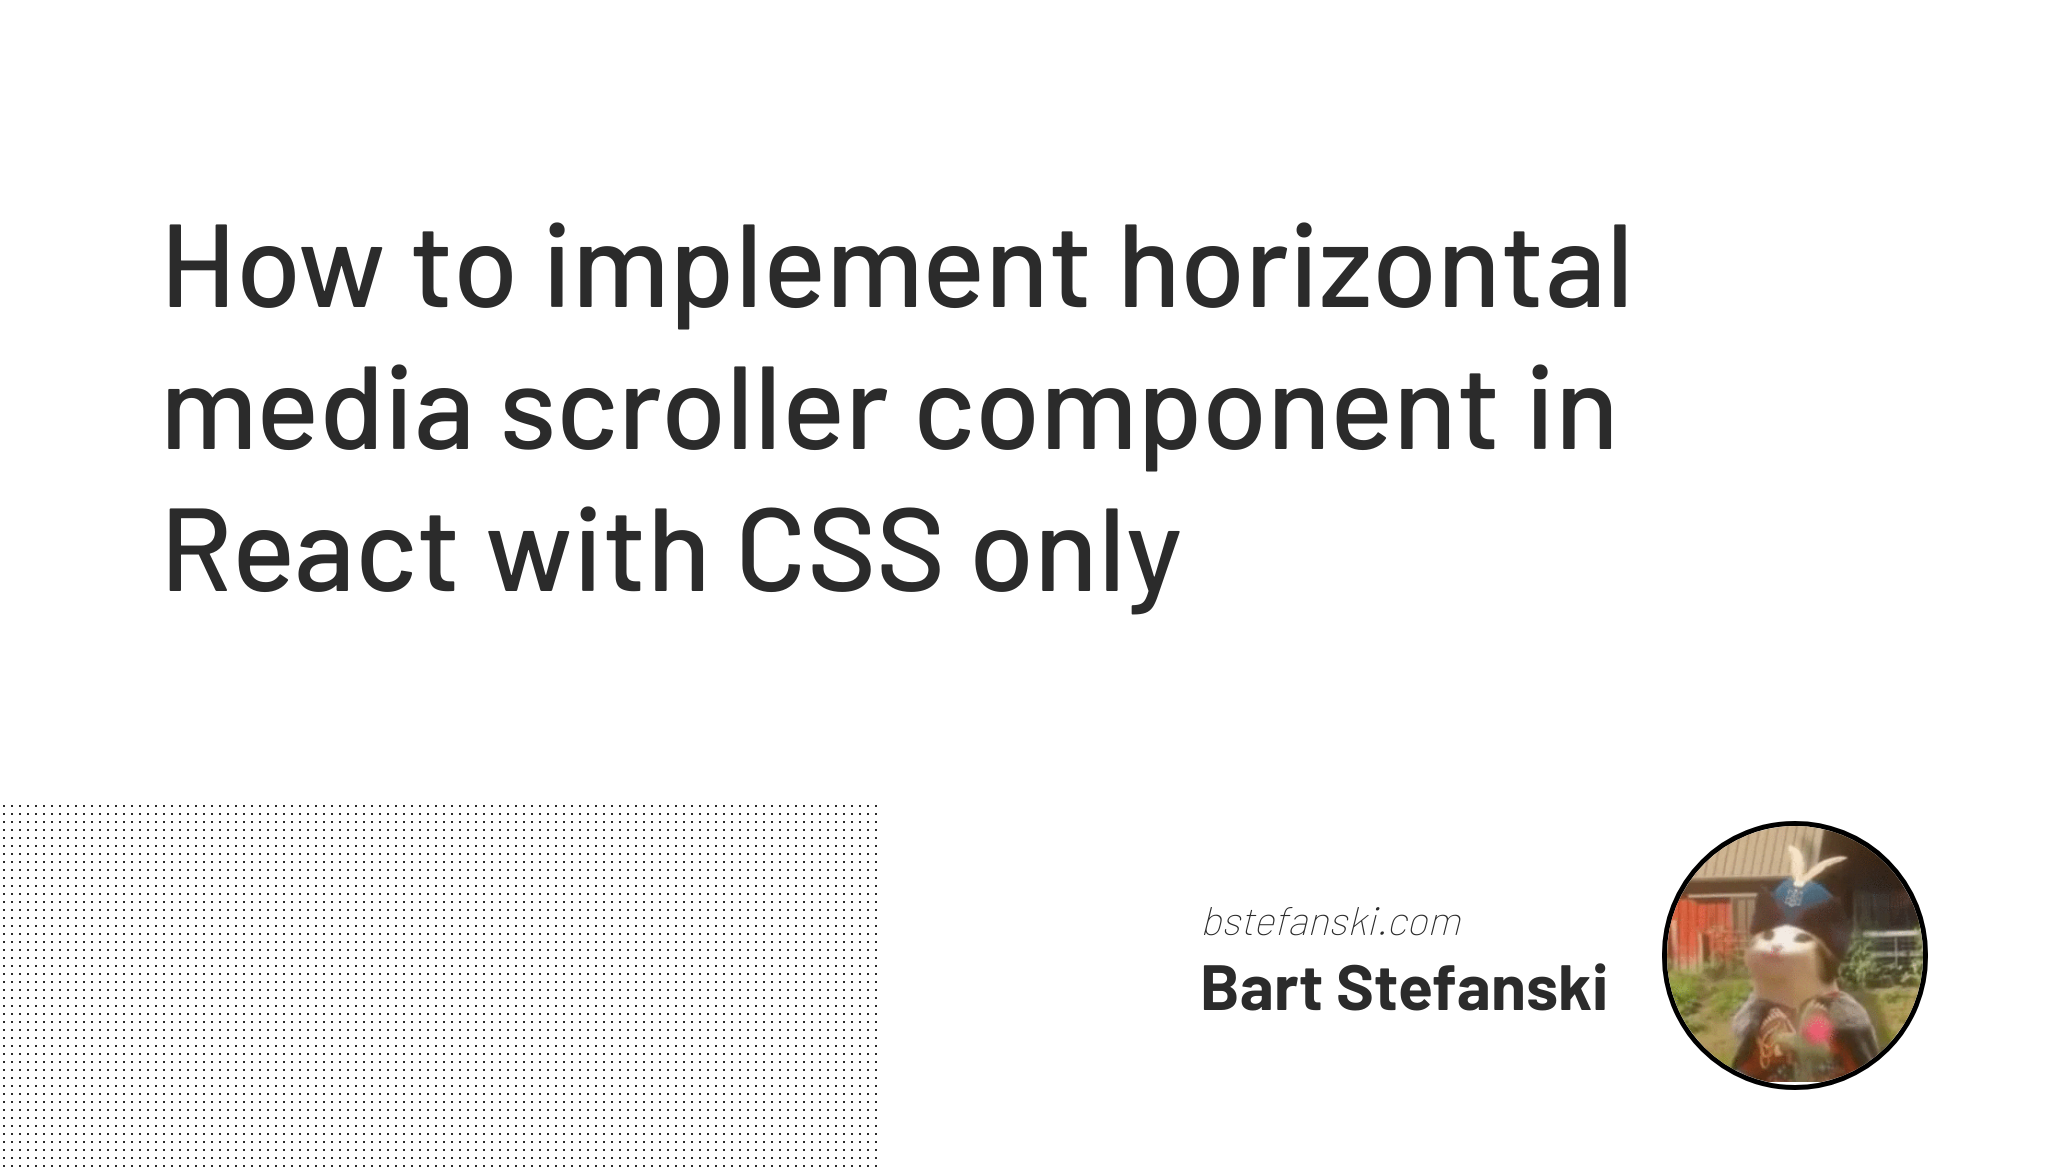 How to implement horizontal
media scroller component in
React with CSS only
bstefanski.com
Bart Stefanski